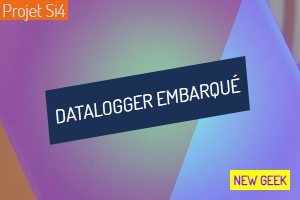 Projet Si4
DATALOGGER EMBARQUÉ
NEW GEEK